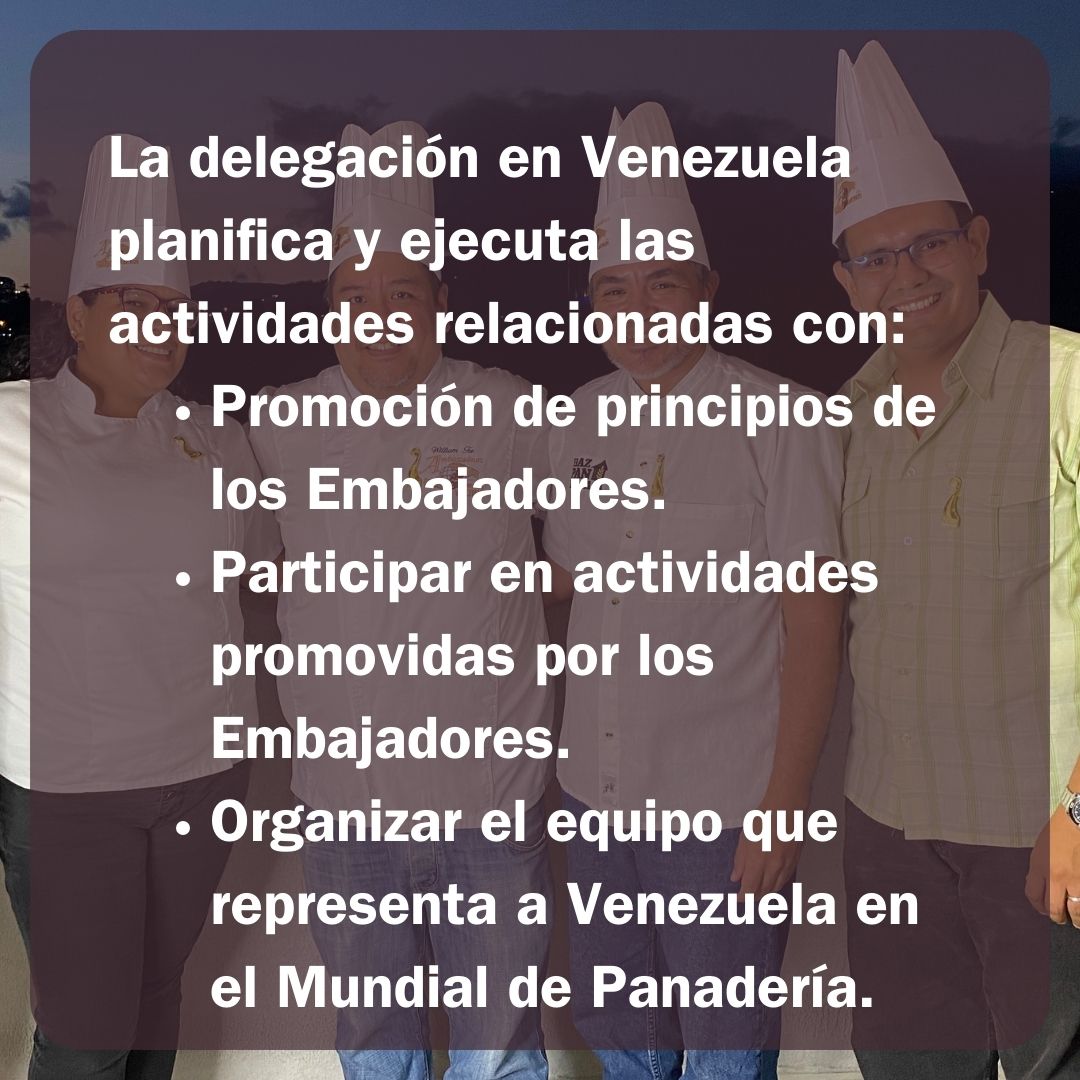 La delegación en Venezuela
planifica y ejecuta las
actividades relacionadas con:
• Promoción de principios de
los Embajadores.
• Participar en actividades
promovidas por los
Embajadores.
• Organizar el equipo que
representa a Venezuela en
el Mundial de Panadería.
William